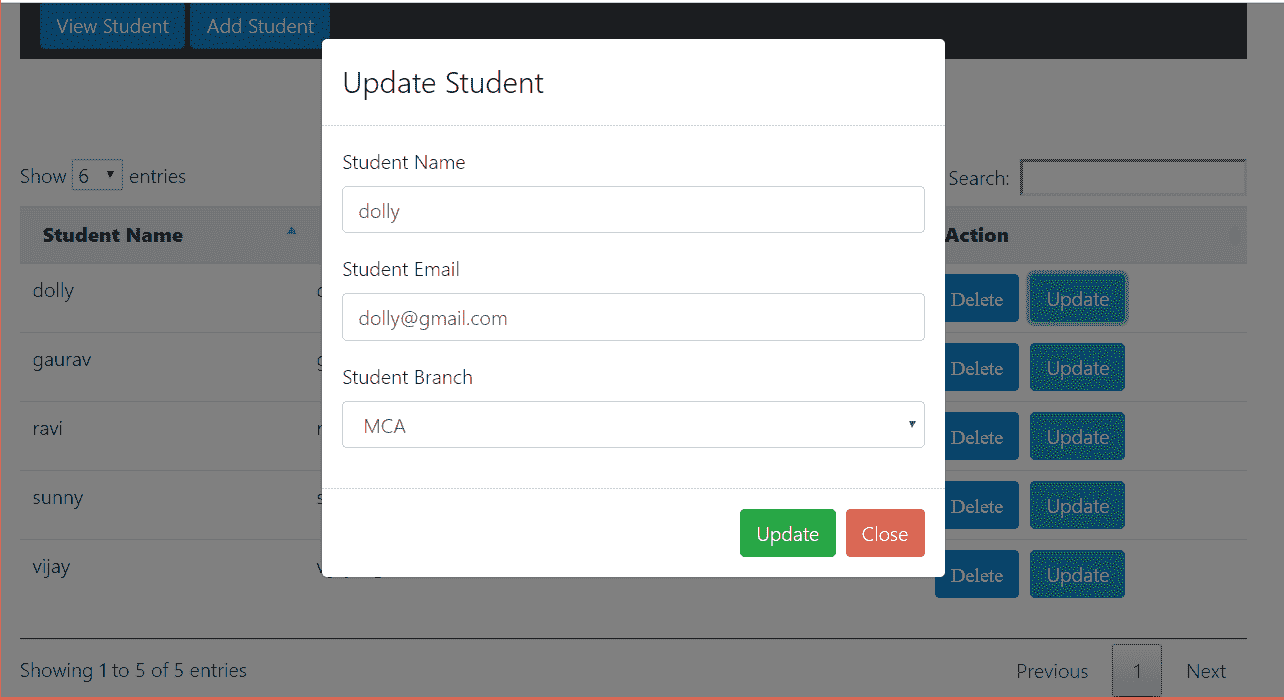 View Student Add Student
Update Student
Student Name
dolly
Student Email
dolly@gmail.com
Student Branch
MCA
Update Close
Show 6 entries Search:
Student Name Action
dolly Delete Update
gaurav Delete Update
ravi Delete Update
sunny Delete Update
vijay Delete Update
Showing 1 to 5 of 5 entries Previous 1 Next